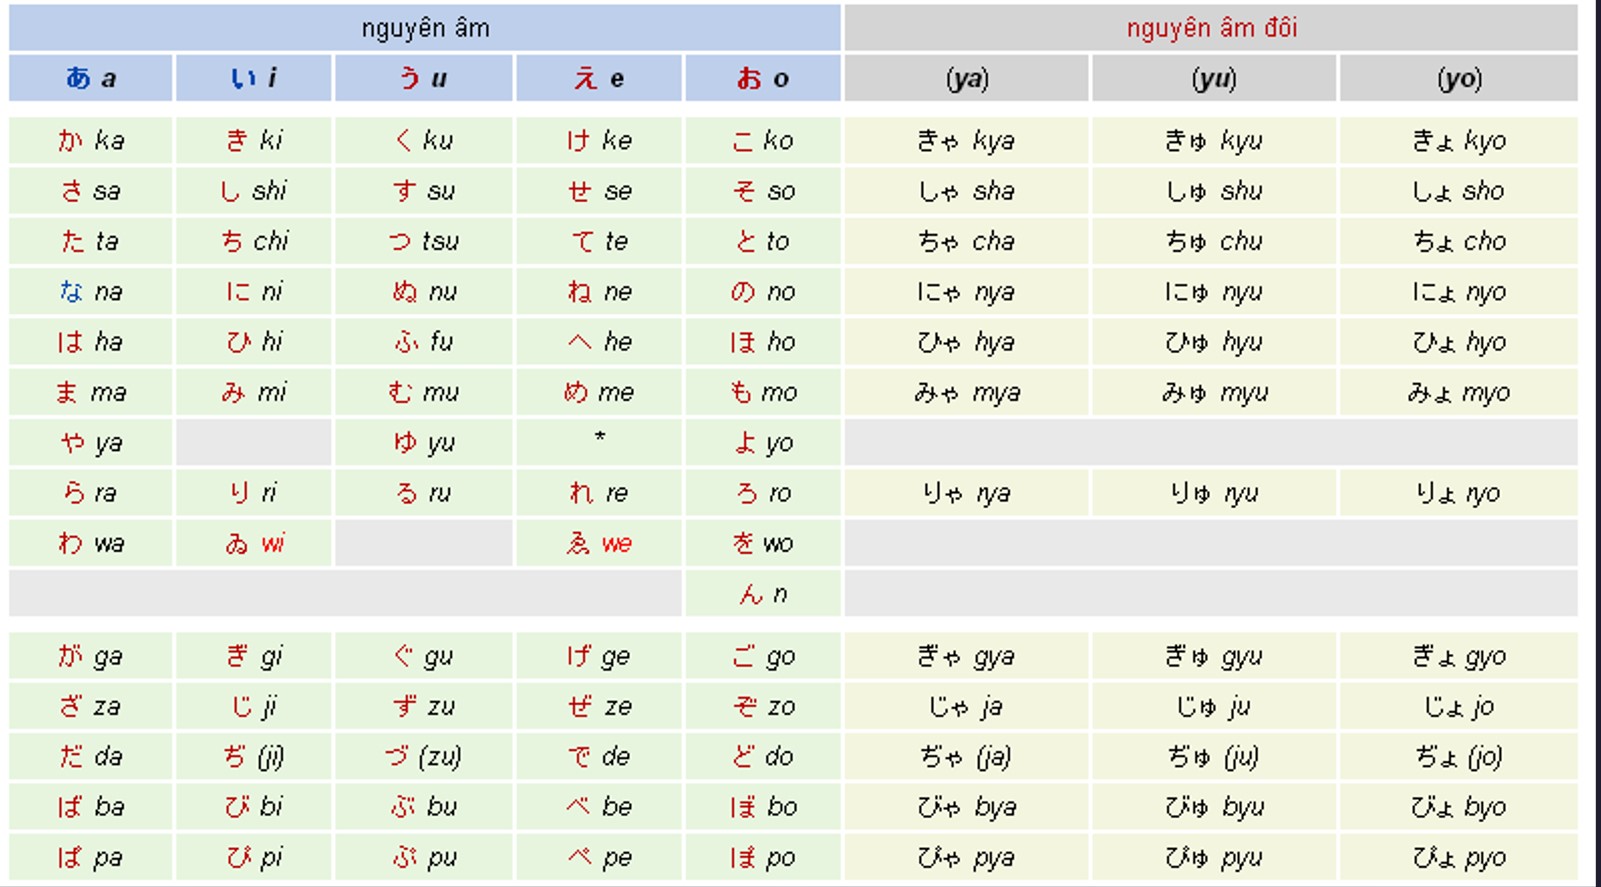 nguyên âm nguyên âm đôi
あ a い i う u え e お o (ya) (yu) (yo)
か ka き ki く ku け ke こ ko きゃ kya きゅ kyu きょ kyo
さ sa し shi す su せ se そ so しゃ sha しゅ shu しょ sho
た ta ち chi つ tsu て te と to ちゃ cha ちゅ chu ちょ cho
な na に ni ぬ nu ね ne の no にゃ nya にゅ nyu にょ nyo
は ha ひ hi ふ fu へ he ほ ho ひゃ hya ひゅ hyu ひょ hyo
ま ma み mi む mu め me も mo みゃ mya みゅ myu みょ myo
や ya ゆ yu * よ yo
ら ra り ri る ru れ re ろ ro りゃ rya りゅ ryu りょ ryo
わ wa ゐ wi ゑ we を wo
ん n
が ga ぎ gi ぐ gu げ ge ご go ぎゃ gya ぎゅ gyu ぎょ gyo
ざ za じ ji ず zu ぜ ze ぞ zo じゃ ja じゅ ju じょ jo
だ da ぢ (ji) づ (zu) で de ど do ぢゃ (ja) ぢゅ (ju) ぢょ (jo)
ば ba び bi ぶ bu べ be ぼ bo びゃ bya びゅ byu びょ byo
ぱ pa ぴ pi ぷ pu ぺ pe ぽ po ぴゃ pya ぴゅ pyu ぴょ pyo